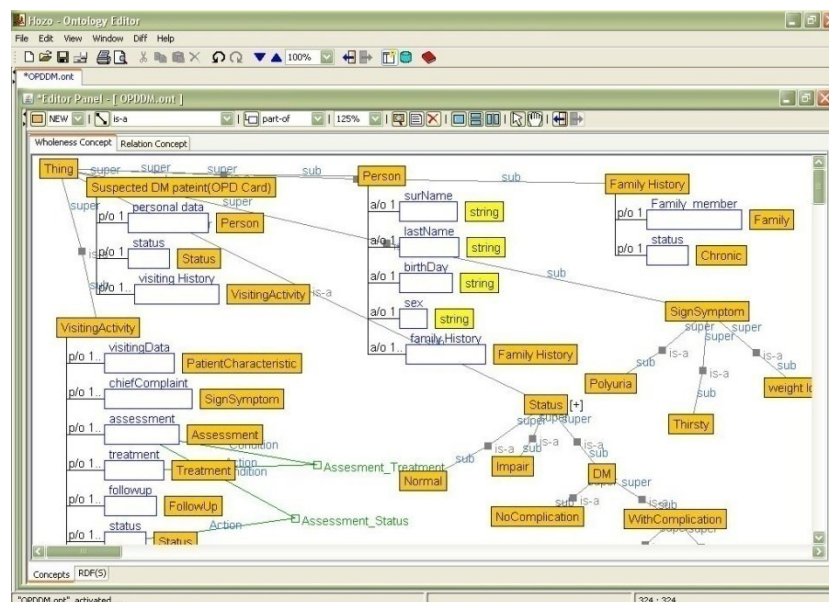 Hozo - Ontology Editor
File Edit View Window Diff Help
100%
*OPDDM.ont
*Editor Panel - [ OPDDM.ont ]
NEW is-a part-of 125%
Wholeness Concept Relation Concept
Thing super super super sub Person sub Family History
Suspected DM pateint(OPD Card)
super super
p/o 1 personal data Person
p/o 1 status Status
p/o 1.. visiting History VisitingActivity
is-a
sub
is-a
a/o 1 surName string
a/o 1 lastName string
a/o 1 birthDay string
a/o 1 sex string
a/o 1.. family History Family History
p/o 1 Family member Family
p/o 1 status Chronic
sub
SignSymptom
super super super
sub is-a Polyuria
is-a sub Thirsty
is-a sub
VisitingActivity
p/o 1.. visitingData PatientCharacteristic
p/o 1.. chiefComplaint SignSymptom
p/o 1.. assessment Assessment
Condition
p/o 1.. treatment Treatment
Action Condition
Assesment_Treatment
p/o 1.. followup FollowUp
p/o 1.. status Status
Action
Assessment_Status
Status [+]
super super super
sub is-a Normal
is-a Impair
is-a sub DM
super super
sub is-a NoComplication
is-a sub WithComplication
super super
Concepts RDF(S)
"OPDDM.ont" activated 324 : 324